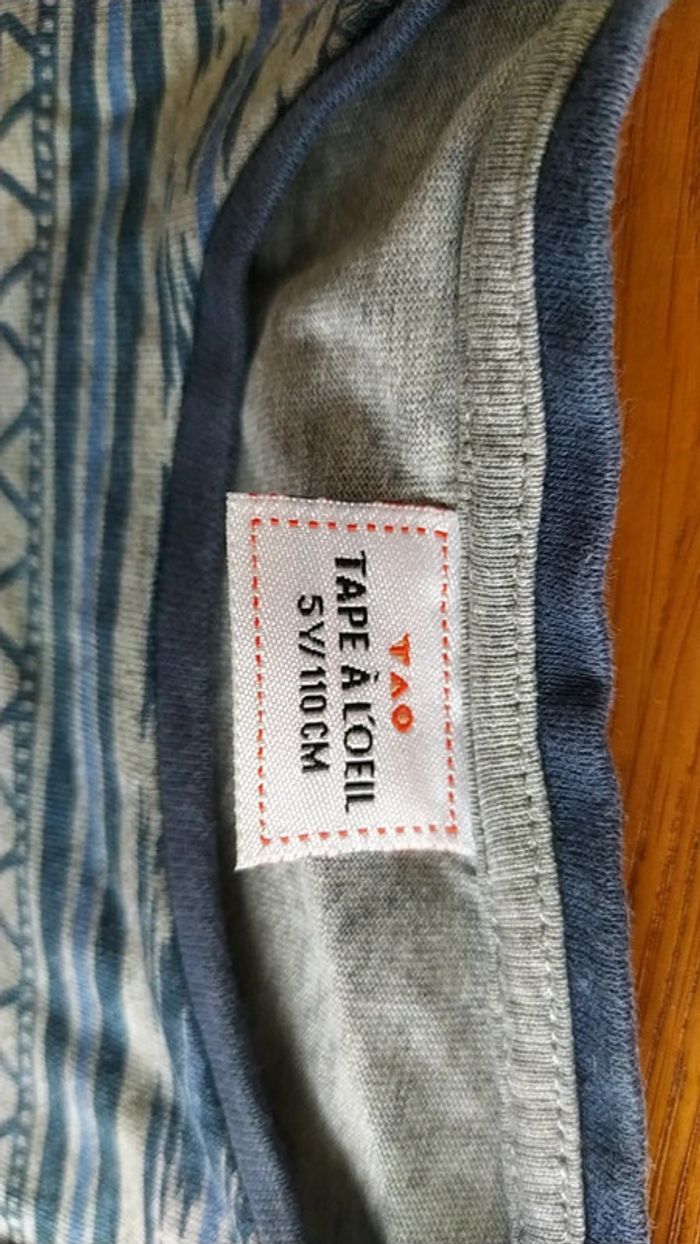 TAO
TAPE À L'OEIL
5Y/110CM